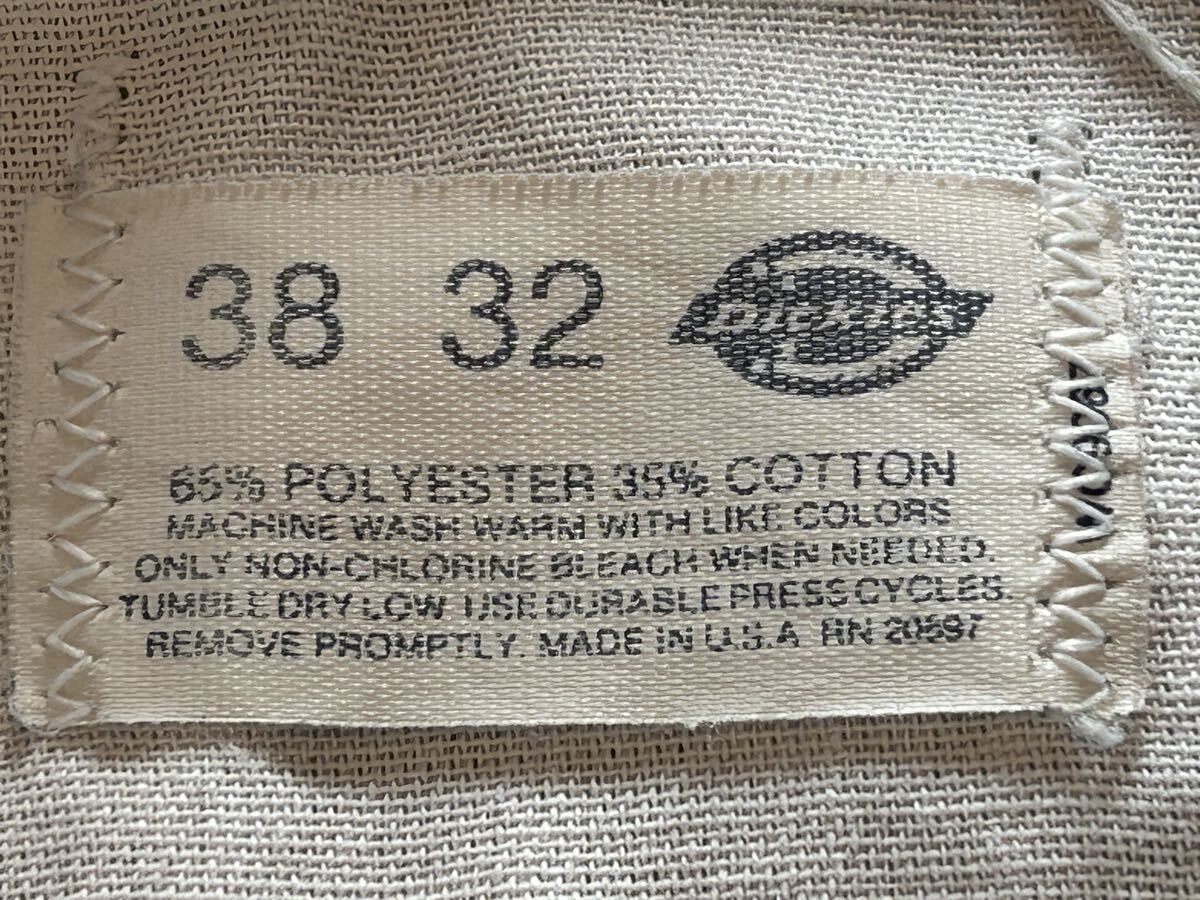 38 32 Dickies
65% POLYESTER 35% COTTON
MACHINE WASH WARM WITH LIKE COLORS
ONLY NON-CHLORINE BLEACH WHEN NEEDED.
TUMBLE DRY LOW. USE DURABLE PRESS CYCLES.
REMOVE PROMPTLY. MADE IN U.S.A RN 20697